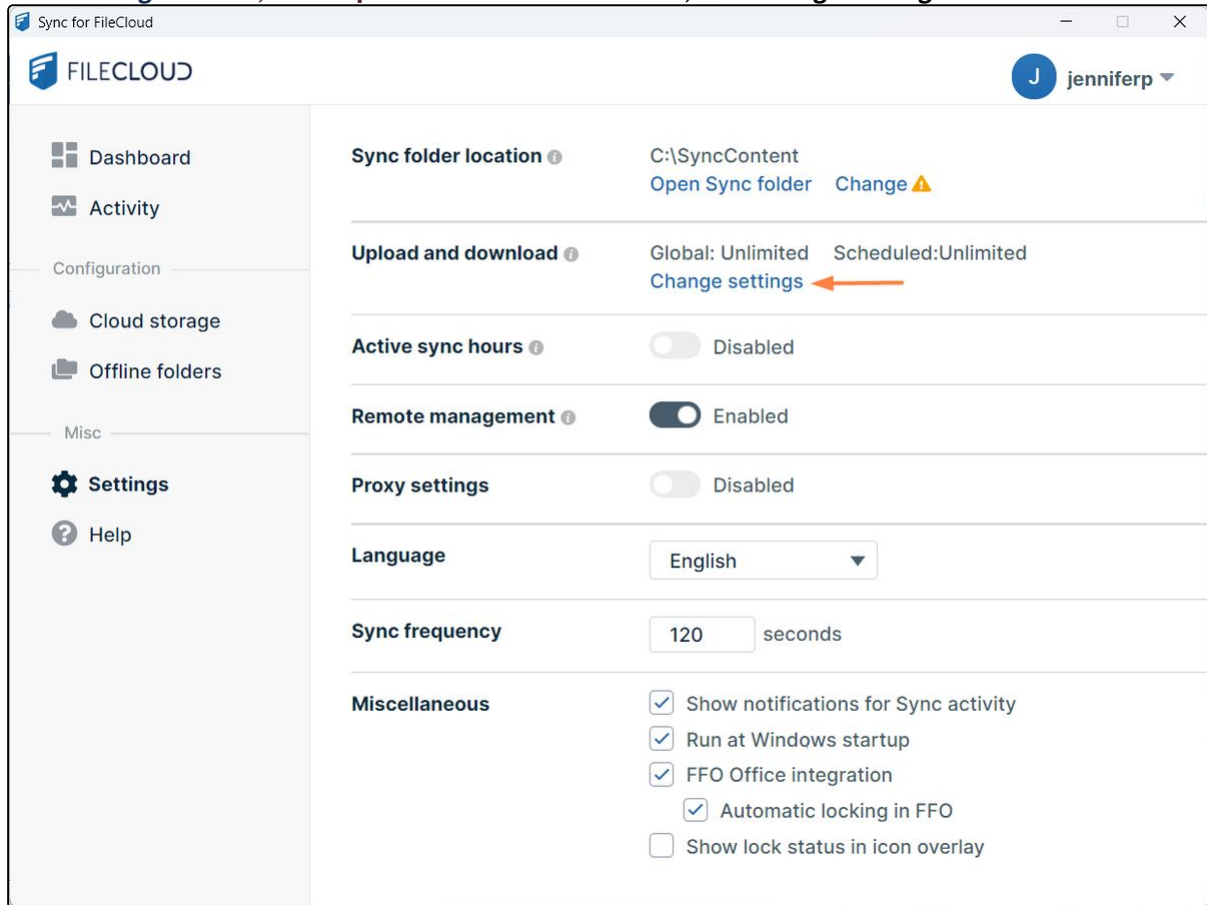 Sync for FileCloud
FILECLOUD
J jenniferp
Dashboard
Activity
Configuration
Cloud storage
Offline folders
Misc
Settings
Help
Sync folder location C:\SyncContent
Open Sync folder Change
Upload and download Global: Unlimited Scheduled:Unlimited
Change settings
Active sync hours Disabled
Remote management Enabled
Proxy settings Disabled
Language English
Sync frequency 120 seconds
Miscellaneous Show notifications for Sync activity
Run at Windows startup
FFO Office integration
Automatic locking in FFO
Show lock status in icon overlay